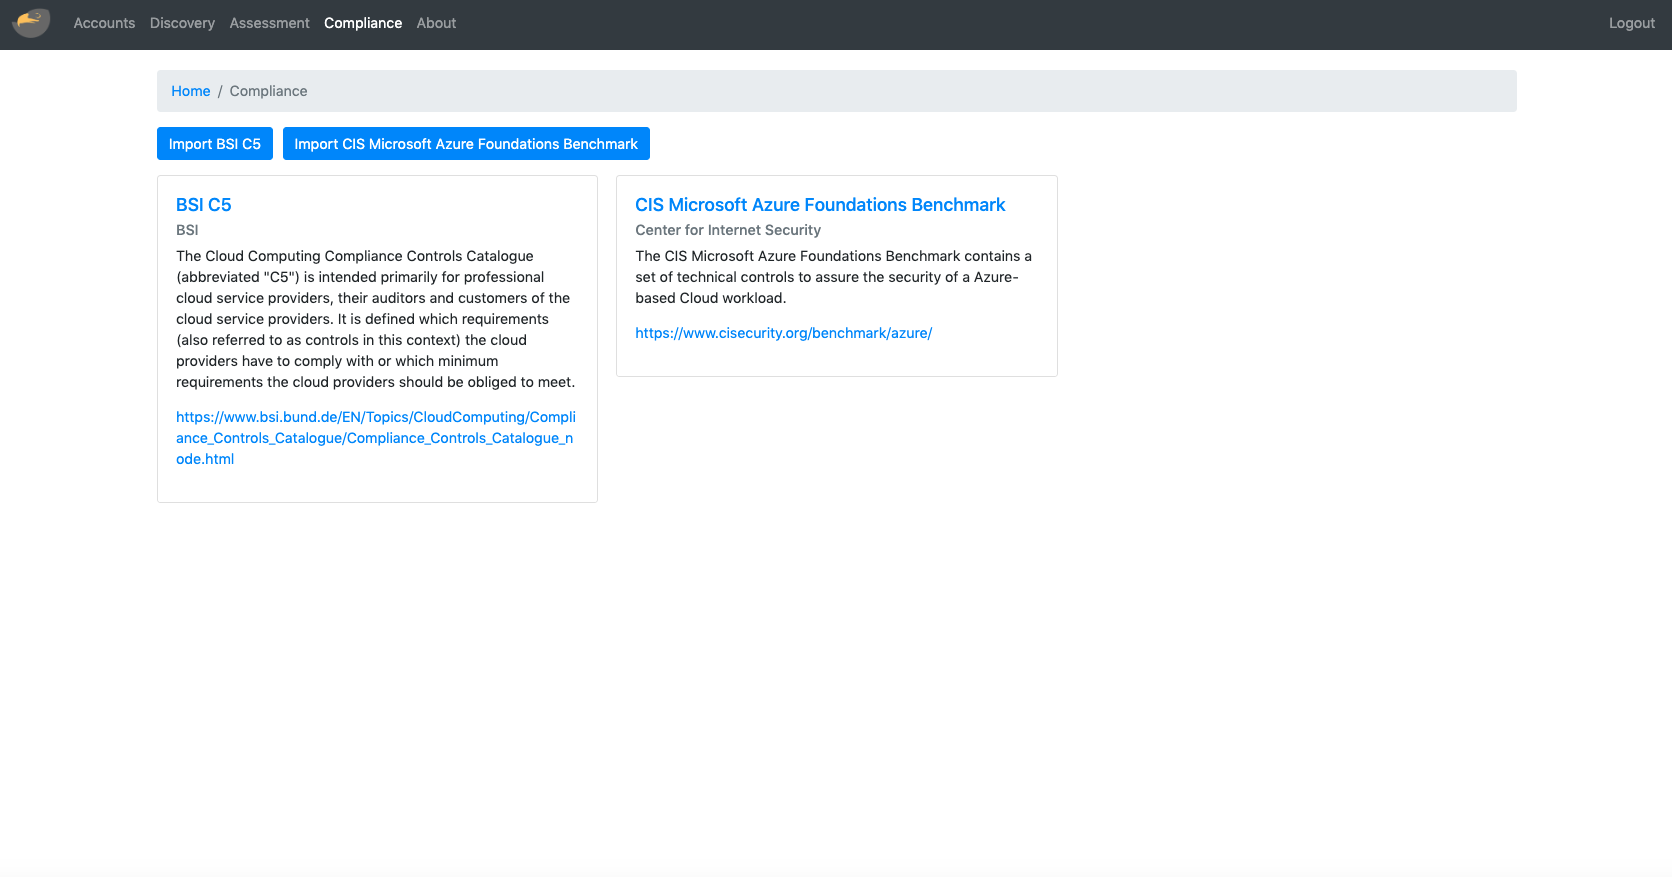 Accounts Discovery Assessment Compliance About Logout
Home / Compliance
Import BSI C5 Import CIS Microsoft Azure Foundations Benchmark
BSI C5
BSI
The Cloud Computing Compliance Controls Catalogue
(abbreviated "C5") is intended primarily for professional
cloud service providers, their auditors and customers of the
cloud service providers. It is defined which requirements
(also referred to as controls in this context) the cloud
providers have to comply with or which minimum
requirements the cloud providers should be obliged to meet.
https://www.bsi.bund.de/EN/Topics/CloudComputing/Compli
ance_Controls_Catalogue/Compliance_Controls_Catalogue_n
ode.html
CIS Microsoft Azure Foundations Benchmark
Center for Internet Security
The CIS Microsoft Azure Foundations Benchmark contains a
set of technical controls to assure the security of a Azure-
based Cloud workload.
https://www.cisecurity.org/benchmark/azure/